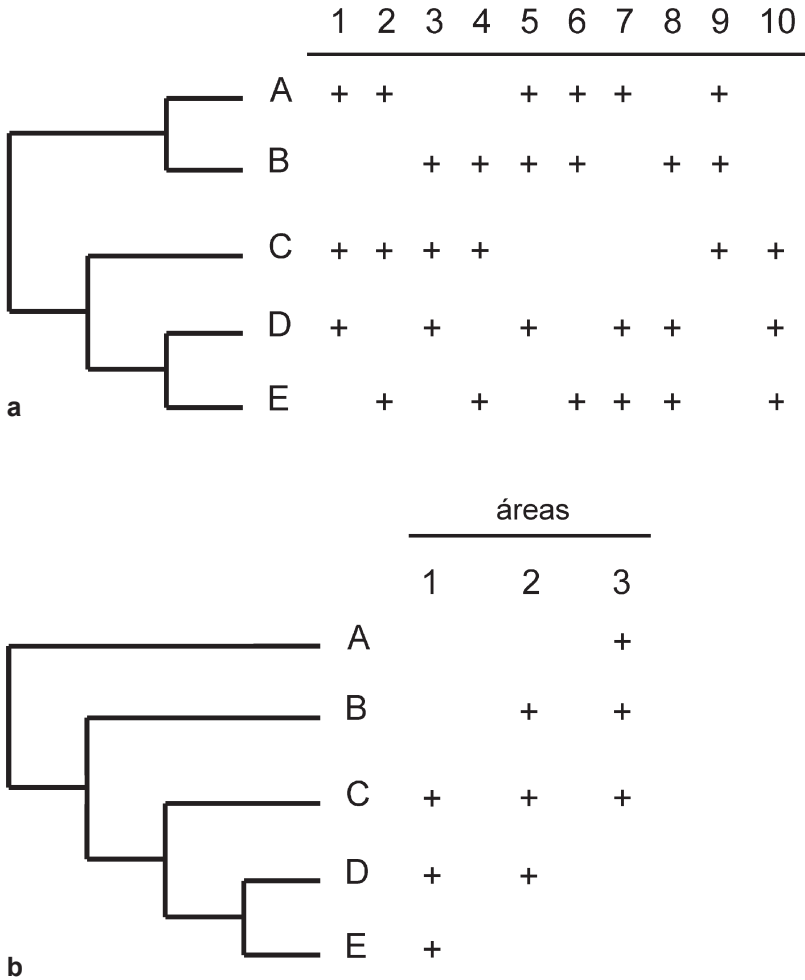 1 2 3 4 5 6 7 8 9 10
A + + + + + +
B + + + + + +
C + + + + + +
D + + + + + +
E + + + + + +
a
áreas
1 2 3
A +
B + +
C + + +
D + +
E +
b